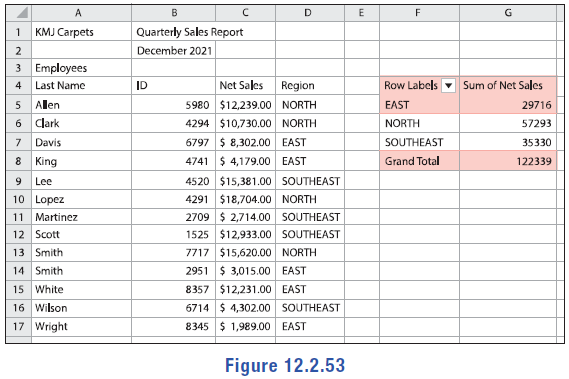 A B C D E F G
1 KMJ Carpets Quarterly Sales Report
2 December 2021
3 Employees
4 Last Name ID Net Sales Region Row Labels Sum of Net Sales
5 Allen 5980 $12,239.00 NORTH EAST 29716
6 Clark 4294 $10,730.00 NORTH NORTH 57293
7 Davis 6797 $ 8,302.00 EAST SOUTHEAST 35330
8 King 4741 $ 4,179.00 EAST Grand Total 122339
9 Lee 4520 $15,381.00 SOUTHEAST
10 Lopez 4291 $18,704.00 NORTH
11 Martinez 2709 $ 2,714.00 SOUTHEAST
12 Scott 1525 $12,933.00 SOUTHEAST
13 Smith 7717 $15,620.00 NORTH
14 Smith 2951 $ 3,015.00 EAST
15 White 8357 $12,231.00 EAST
16 Wilson 6714 $ 4,302.00 SOUTHEAST
17 Wright 8345 $ 1,989.00 EAST
Figure 12.2.53